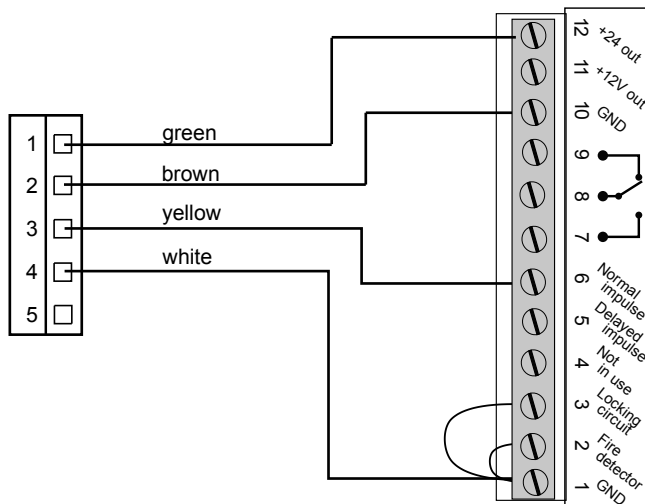 1
2
3
4
5
green
brown
yellow
white
12 +24 out
11 +12V out
10 GND
9
8
7
6 Normal
impulse
5 Delayed
impulse
4 Not
in use
3 Locking
circuit
2 Fire
detector
1 GND